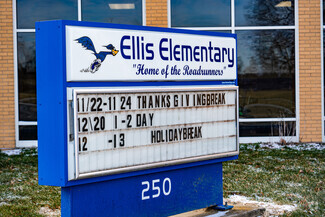 Ellis
Ellis Elementary
"Home of the Roadrunners
11/22-11/24 THANKSGIVINGBREAK
12/20 1-2 DAY
12 -13 HOLIDAYBREAK
250